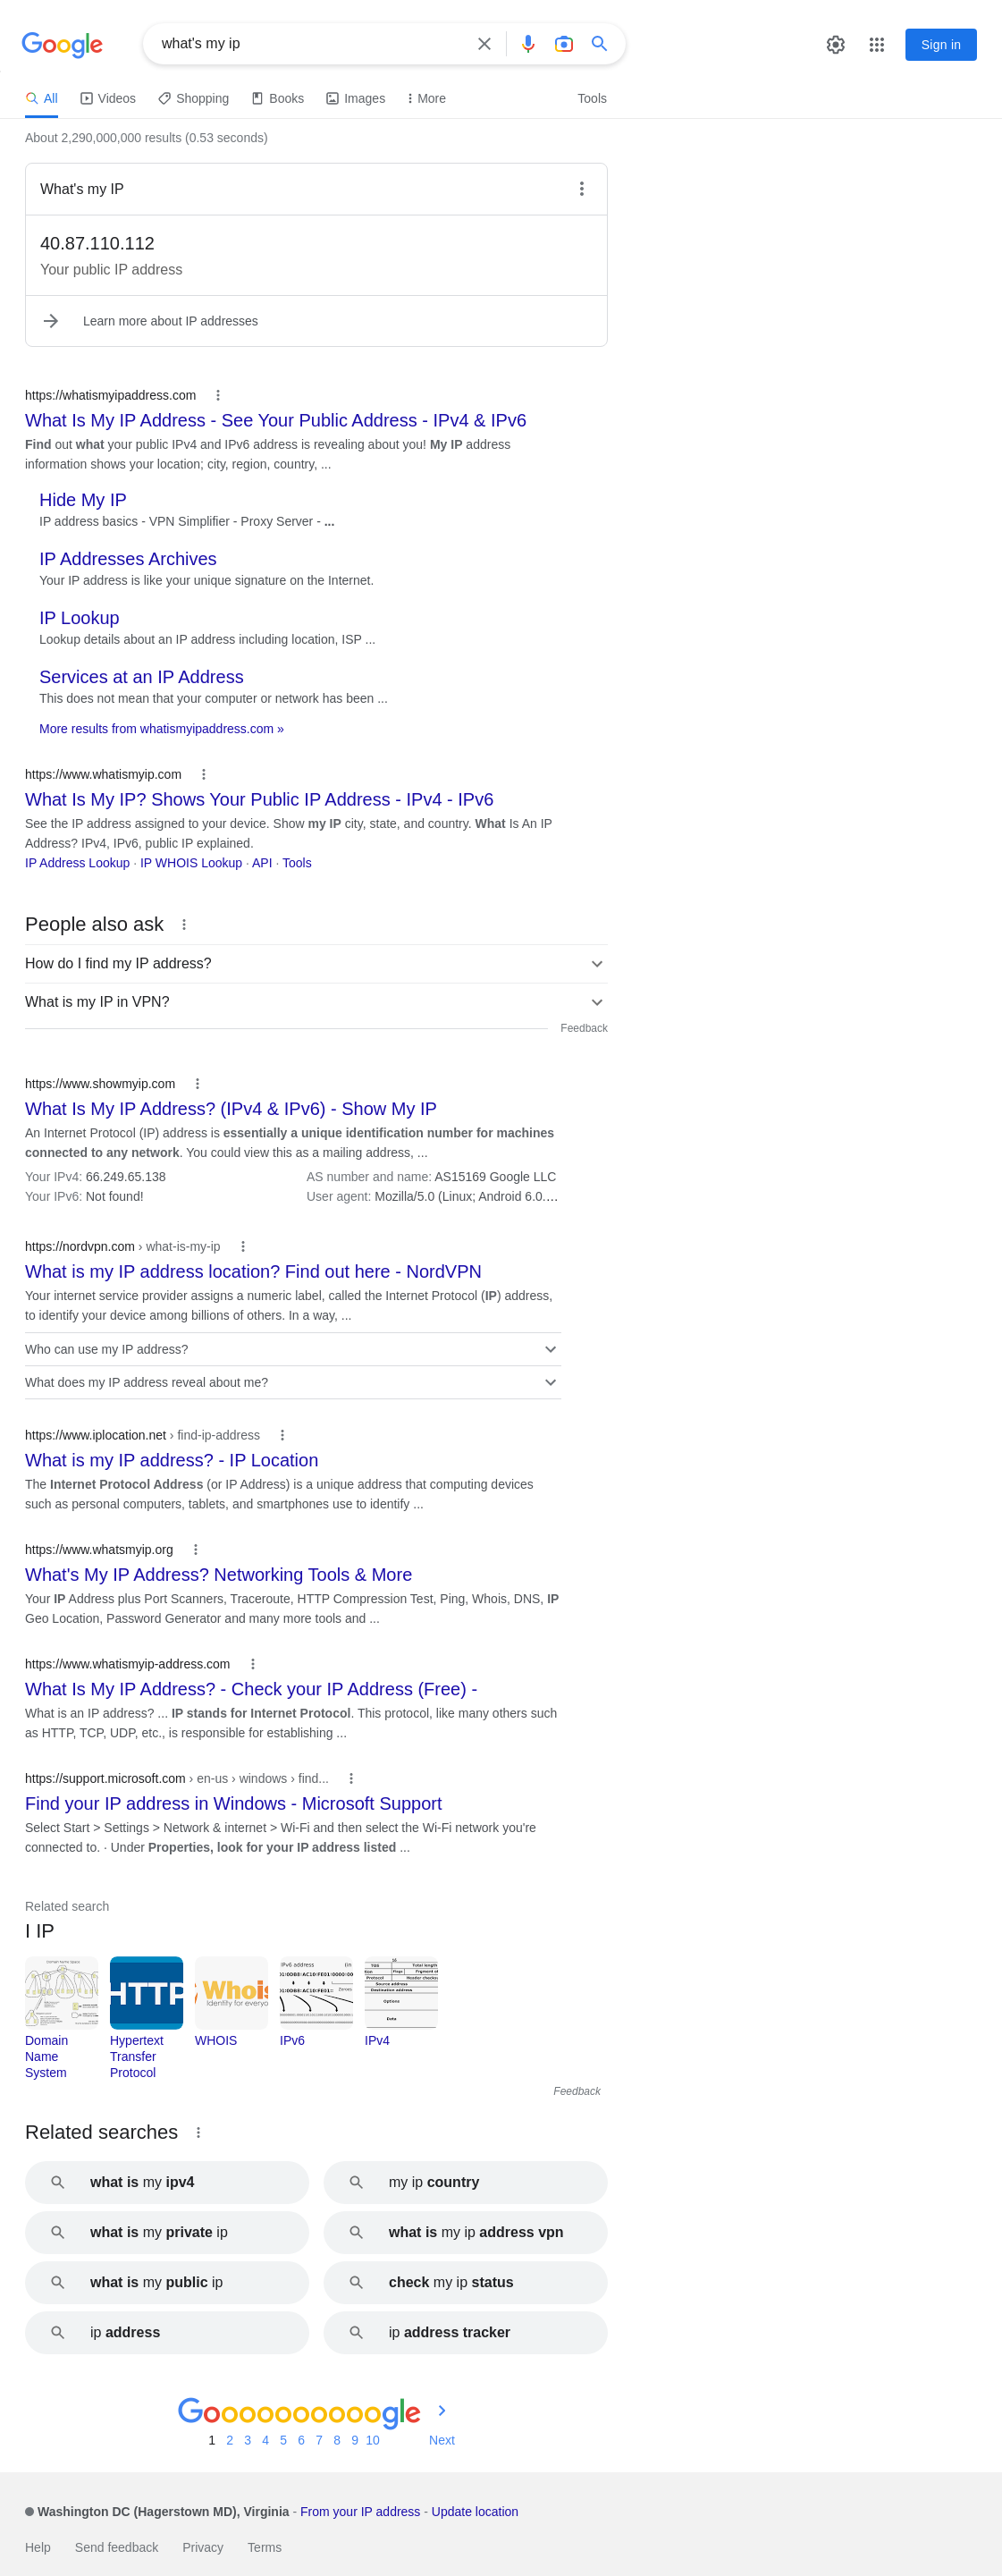 Google
what's my ip
Sign in
All
Videos
Shopping
Books
Images
More
Tools
About 2,290,000,000 results (0.53 seconds)
What's my IP
40.87.110.112
Your public IP address
Learn more about IP addresses
https://whatismyipaddress.com
What Is My IP Address - See Your Public Address - IPv4 & IPv6
Find out what your public IPv4 and IPv6 address is revealing about you! My IP address
information shows your location; city, region, country, ...
Hide My IP
IP address basics - VPN Simplifier - Proxy Server - ...
IP Addresses Archives
Your IP address is like your unique signature on the Internet.
IP Lookup
Lookup details about an IP address including location, ISP ...
Services at an IP Address
This does not mean that your computer or network has been ...
More results from whatismyipaddress.com »
https://www.whatismyip.com
What Is My IP? Shows Your Public IP Address - IPv4 - IPv6
See the IP address assigned to your device. Show my IP city, state, and country. What Is An IP
Address? IPv4, IPv6, public IP explained.
IP Address Lookup · IP WHOIS Lookup · API · Tools
People also ask
How do I find my IP address?
What is my IP in VPN?
Feedback
https://www.showmyip.com
What Is My IP Address? (IPv4 & IPv6) - Show My IP
An Internet Protocol (IP) address is essentially a unique identification number for machines
connected to any network. You could view this as a mailing address, ...
Your IPv4: 66.249.65.138 AS number and name: AS15169 Google LLC
Your IPv6: Not found! User agent: Mozilla/5.0 (Linux; Android 6.0....
https://nordvpn.com › what-is-my-ip
What is my IP address location? Find out here - NordVPN
Your internet service provider assigns a numeric label, called the Internet Protocol (IP) address,
to identify your device among billions of others. In a way, ...
Who can use my IP address?
What does my IP address reveal about me?
https://www.iplocation.net › find-ip-address
What is my IP address? - IP Location
The Internet Protocol Address (or IP Address) is a unique address that computing devices
such as personal computers, tablets, and smartphones use to identify ...
https://www.whatsmyip.org
What's My IP Address? Networking Tools & More
Your IP Address plus Port Scanners, Traceroute, HTTP Compression Test, Ping, Whois, DNS, IP
Geo Location, Password Generator and many more tools and ...
https://www.whatismyip-address.com
What Is My IP Address? - Check your IP Address (Free) -
What is an IP address? ... IP stands for Internet Protocol. This protocol, like many others such
as HTTP, TCP, UDP, etc., is responsible for establishing ...
https://support.microsoft.com › en-us › windows › find...
Find your IP address in Windows - Microsoft Support
Select Start > Settings > Network & internet > Wi-Fi and then select the Wi-Fi network you're
connected to. · Under Properties, look for your IP address listed ...
Related search
I IP
HTTP
Whois
Identity for everyo
Domain Name System
Hypertext Transfer Protocol
WHOIS
IPv6
IPv4
Feedback
Related searches
what is my ipv4
my ip country
what is my private ip
what is my ip address vpn
what is my public ip
check my ip status
ip address
ip address tracker
Goooooooooogle
1 2 3 4 5 6 7 8 9 10 Next
Washington DC (Hagerstown MD), Virginia - From your IP address - Update location
Help Send feedback Privacy Terms